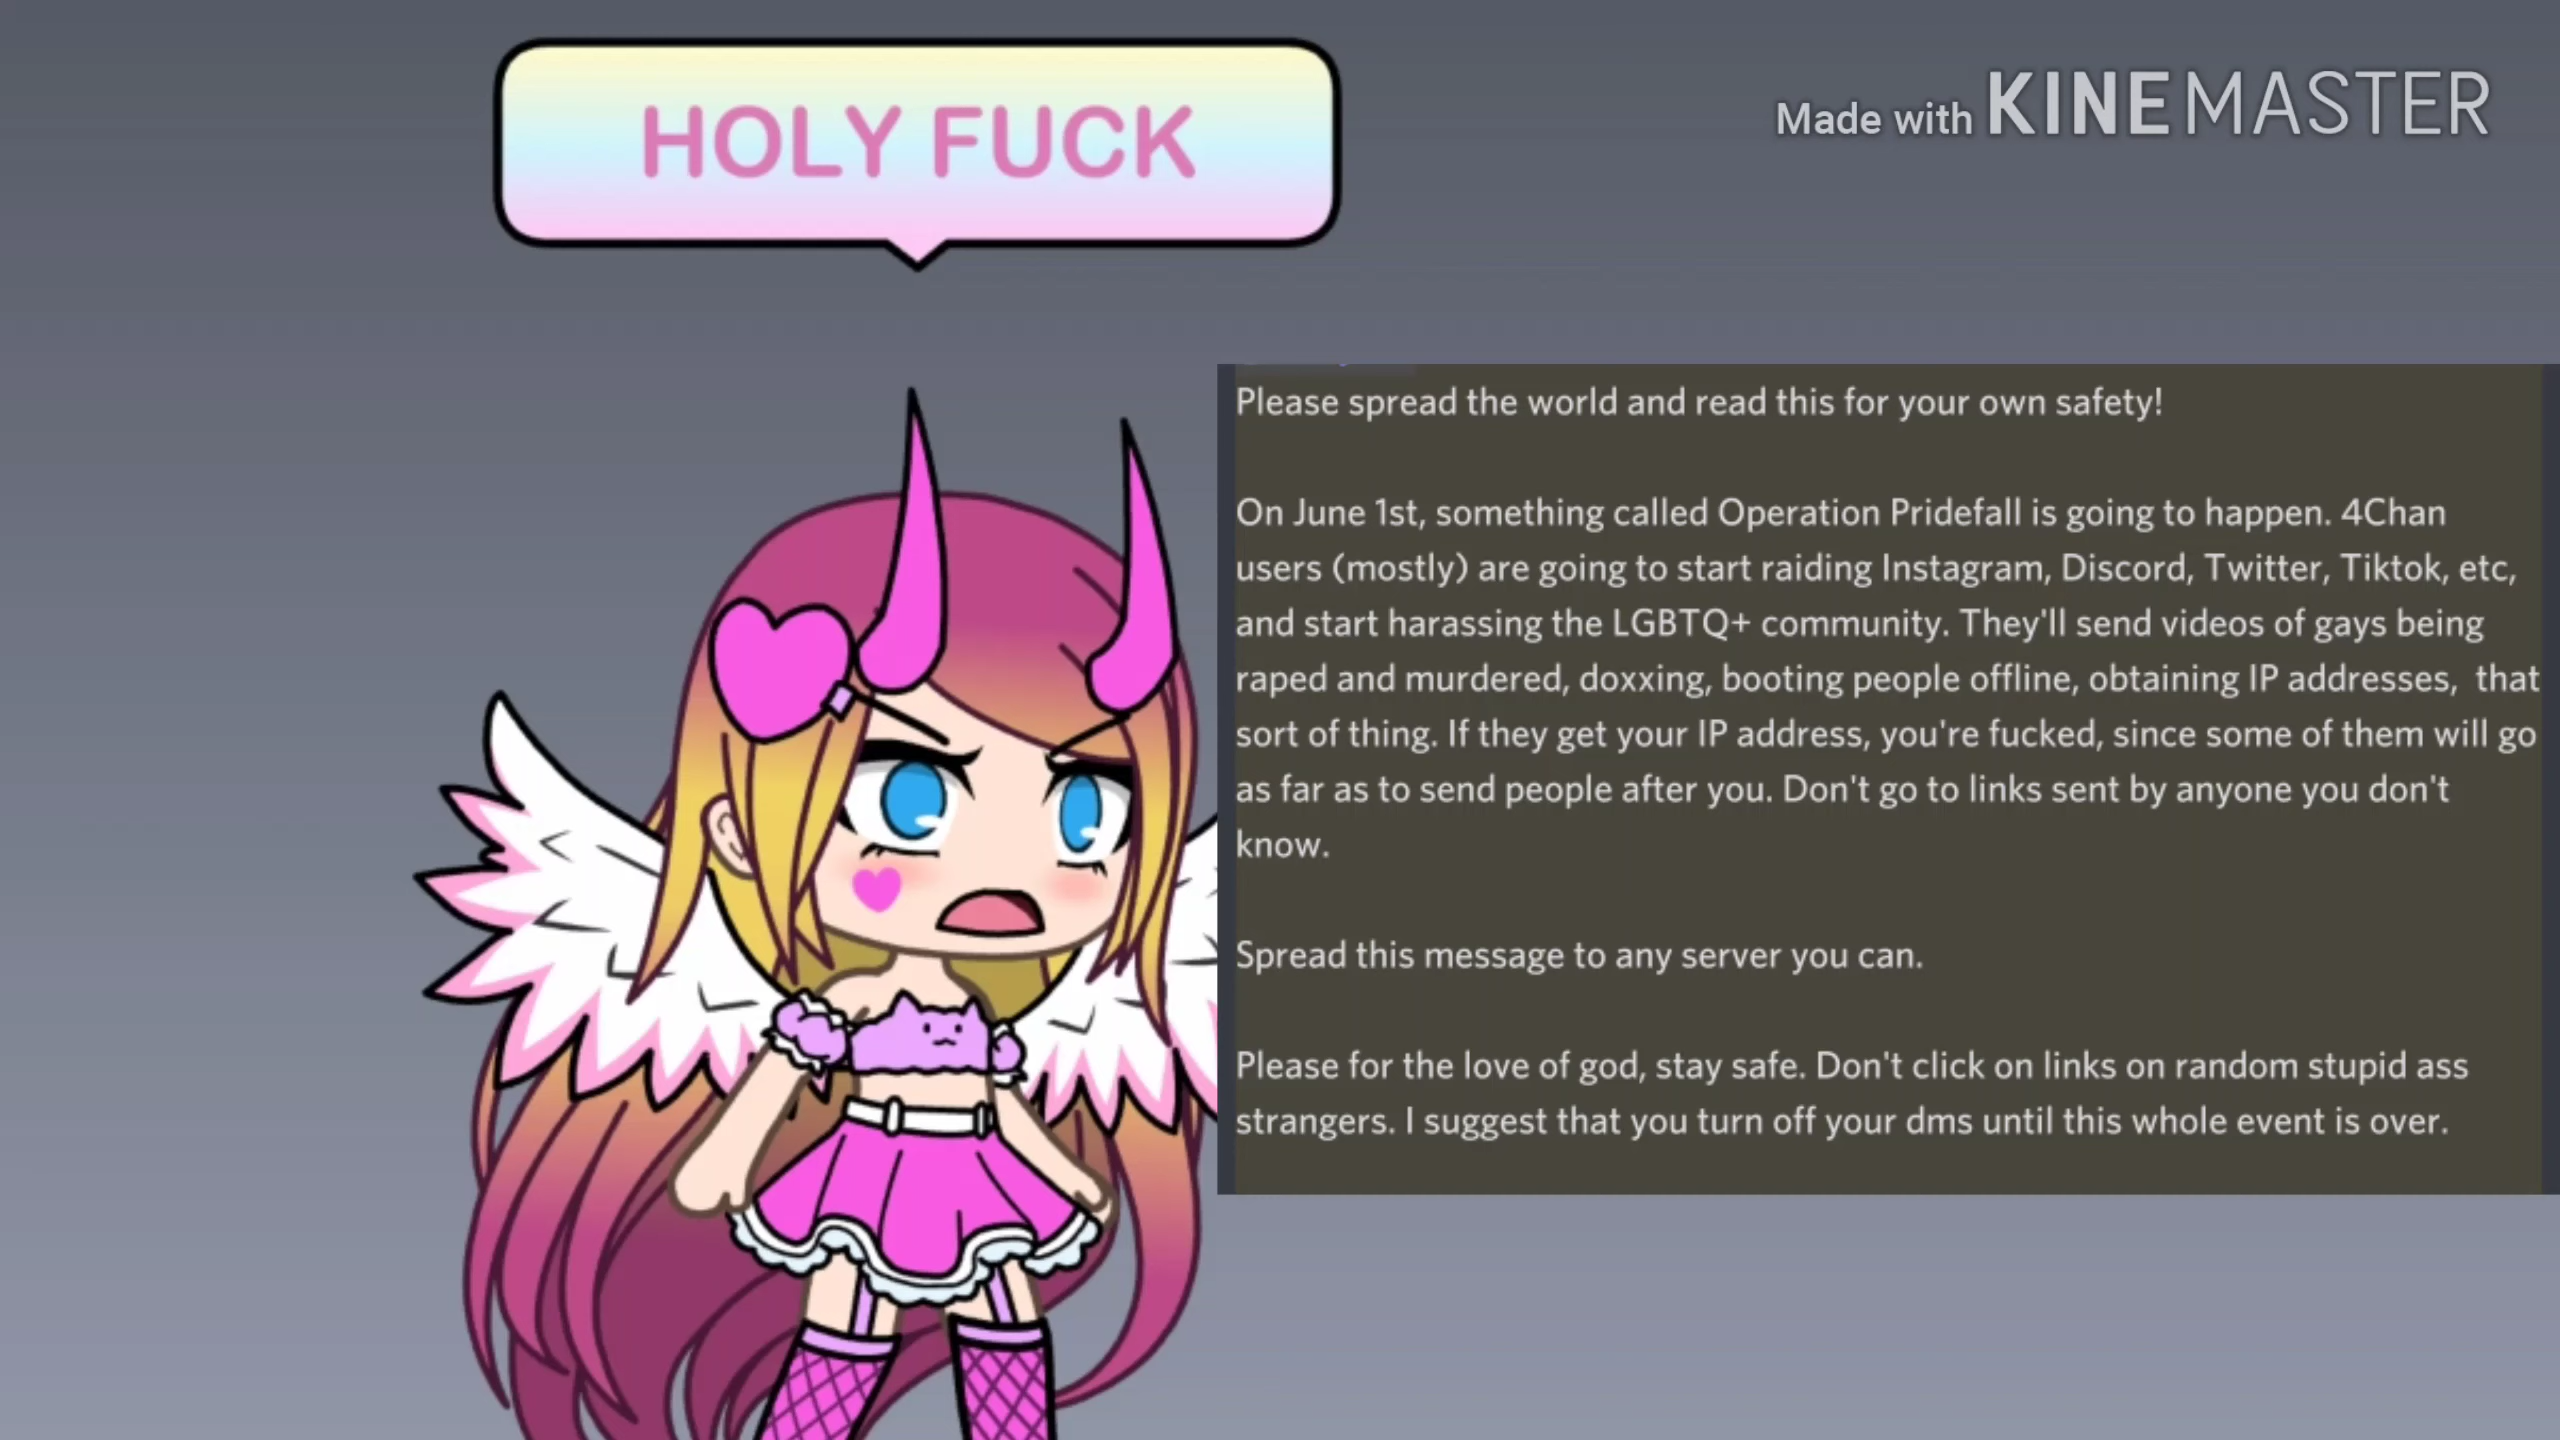 HOLY FUCK
Made with KINEMASTER
Please spread the world and read this for your own safety!
On June 1st, something called Operation Pridefall is going to happen. 4Chan
users (mostly) are going to start raiding Instagram, Discord, Twitter, Tiktok, etc,
and start harassing the LGBTQ+ community. They'll send videos of gays being
raped and murdered, doxxing, booting people offline, obtaining IP addresses, that
sort of thing. If they get your IP address, you're fucked, since some of them will go
as far as to send people after you. Don't go to links sent by anyone you don't
know.
Spread this message to any server you can.
Please for the love of god, stay safe. Don't click on links on random stupid ass
strangers. I suggest that you turn off your dms until this whole event is over.